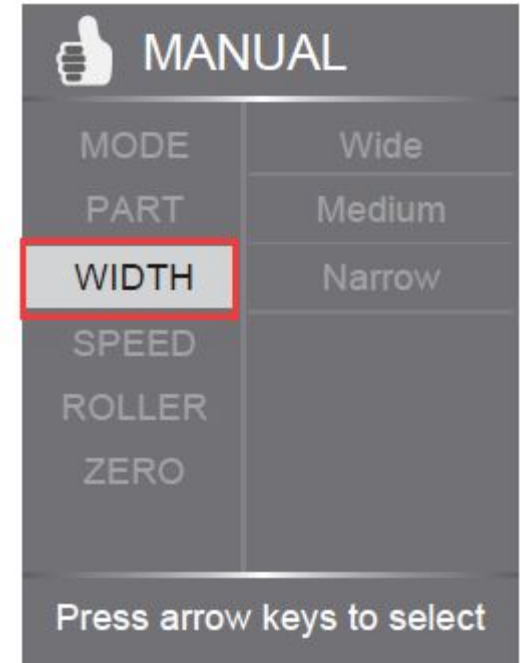 MANUAL
MODE
PART
WIDTH
SPEED
ROLLER
ZERO
Wide
Medium
Narrow
Press arrow keys to select